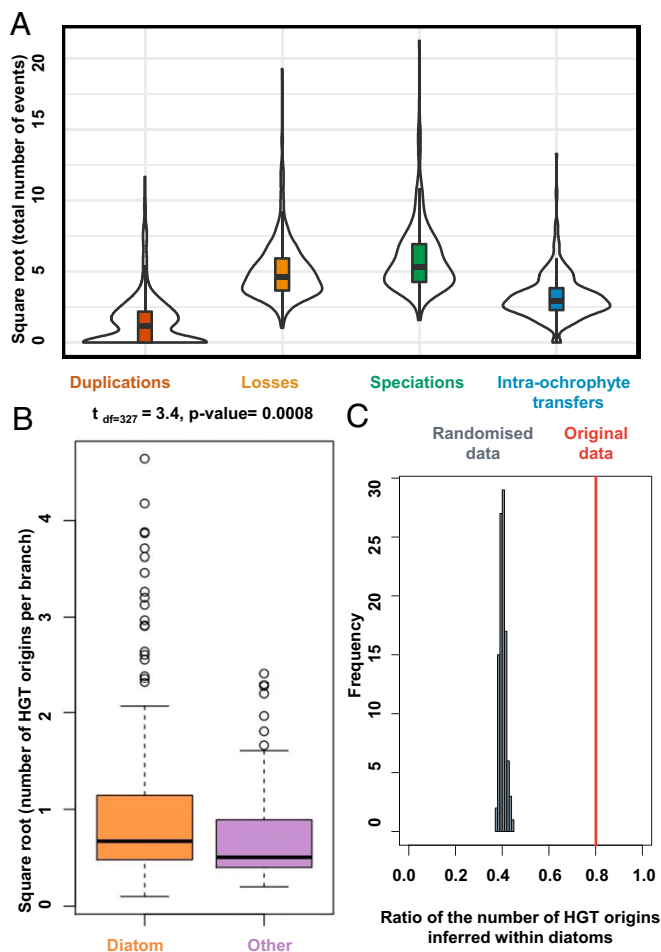 A
Square root (total number of events)
20
15
10
5
0
Duplications
Losses
Speciations
Intra-ochrophyte
transfers
B
t df=327 = 3.4, p-value= 0.0008
Square root (number of HGT origins per branch)
4
3
2
1
0
Diatom
Other
C
Randomised
data
Original
data
Frequency
30
25
20
15
10
5
0
0.0 0.2 0.4 0.6 0.8 1.0
Ratio of the number of HGT origins
inferred within diatoms